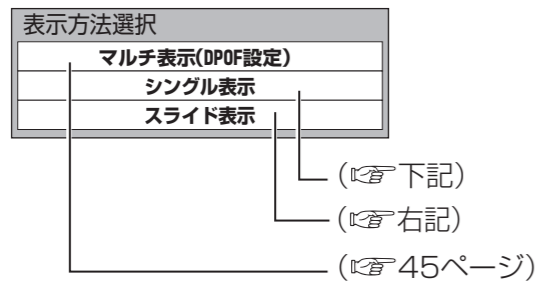 表示方法選択
マルチ表示(DPOF設定)
シングル表示
スライド表示
(☞下記)
(☞右記)
(☞45ページ)